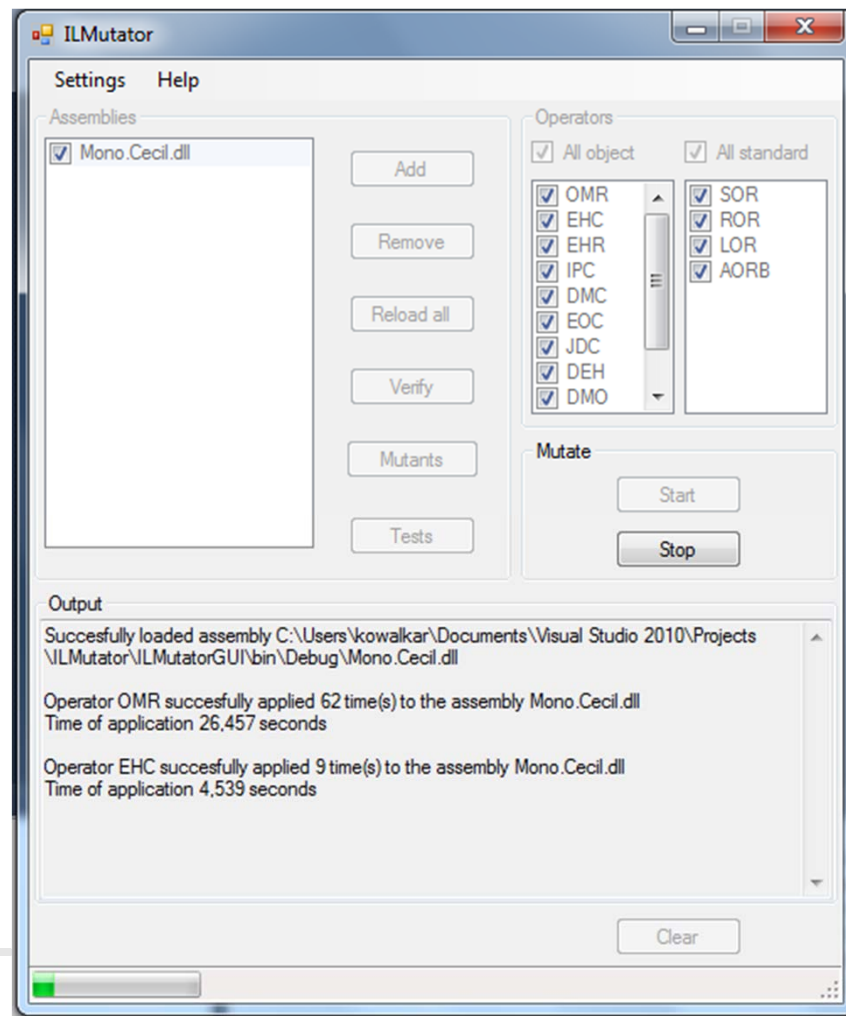 ILMutator
Settings Help
Assemblies
Mono.Cecil.dll
Add
Remove
Reload all
Verify
Mutants
Tests
Operators
All object
All standard
OMR
EHC
EHR
IPC
DMC
EOC
JDC
DEH
DMO
SOR
ROR
LOR
AORB
Mutate
Start
Stop
Output
Succesfully loaded assembly C:\Users\kowalkar\Documents\Visual Studio 2010\Projects
\ILMutator\ILMutatorGUI\bin\Debug\Mono.Cecil.dll
Operator OMR succesfully applied 62 time(s) to the assembly Mono.Cecil.dll
Time of application 26,457 seconds
Operator EHC succesfully applied 9 time(s) to the assembly Mono.Cecil.dll
Time of application 4,539 seconds
Clear